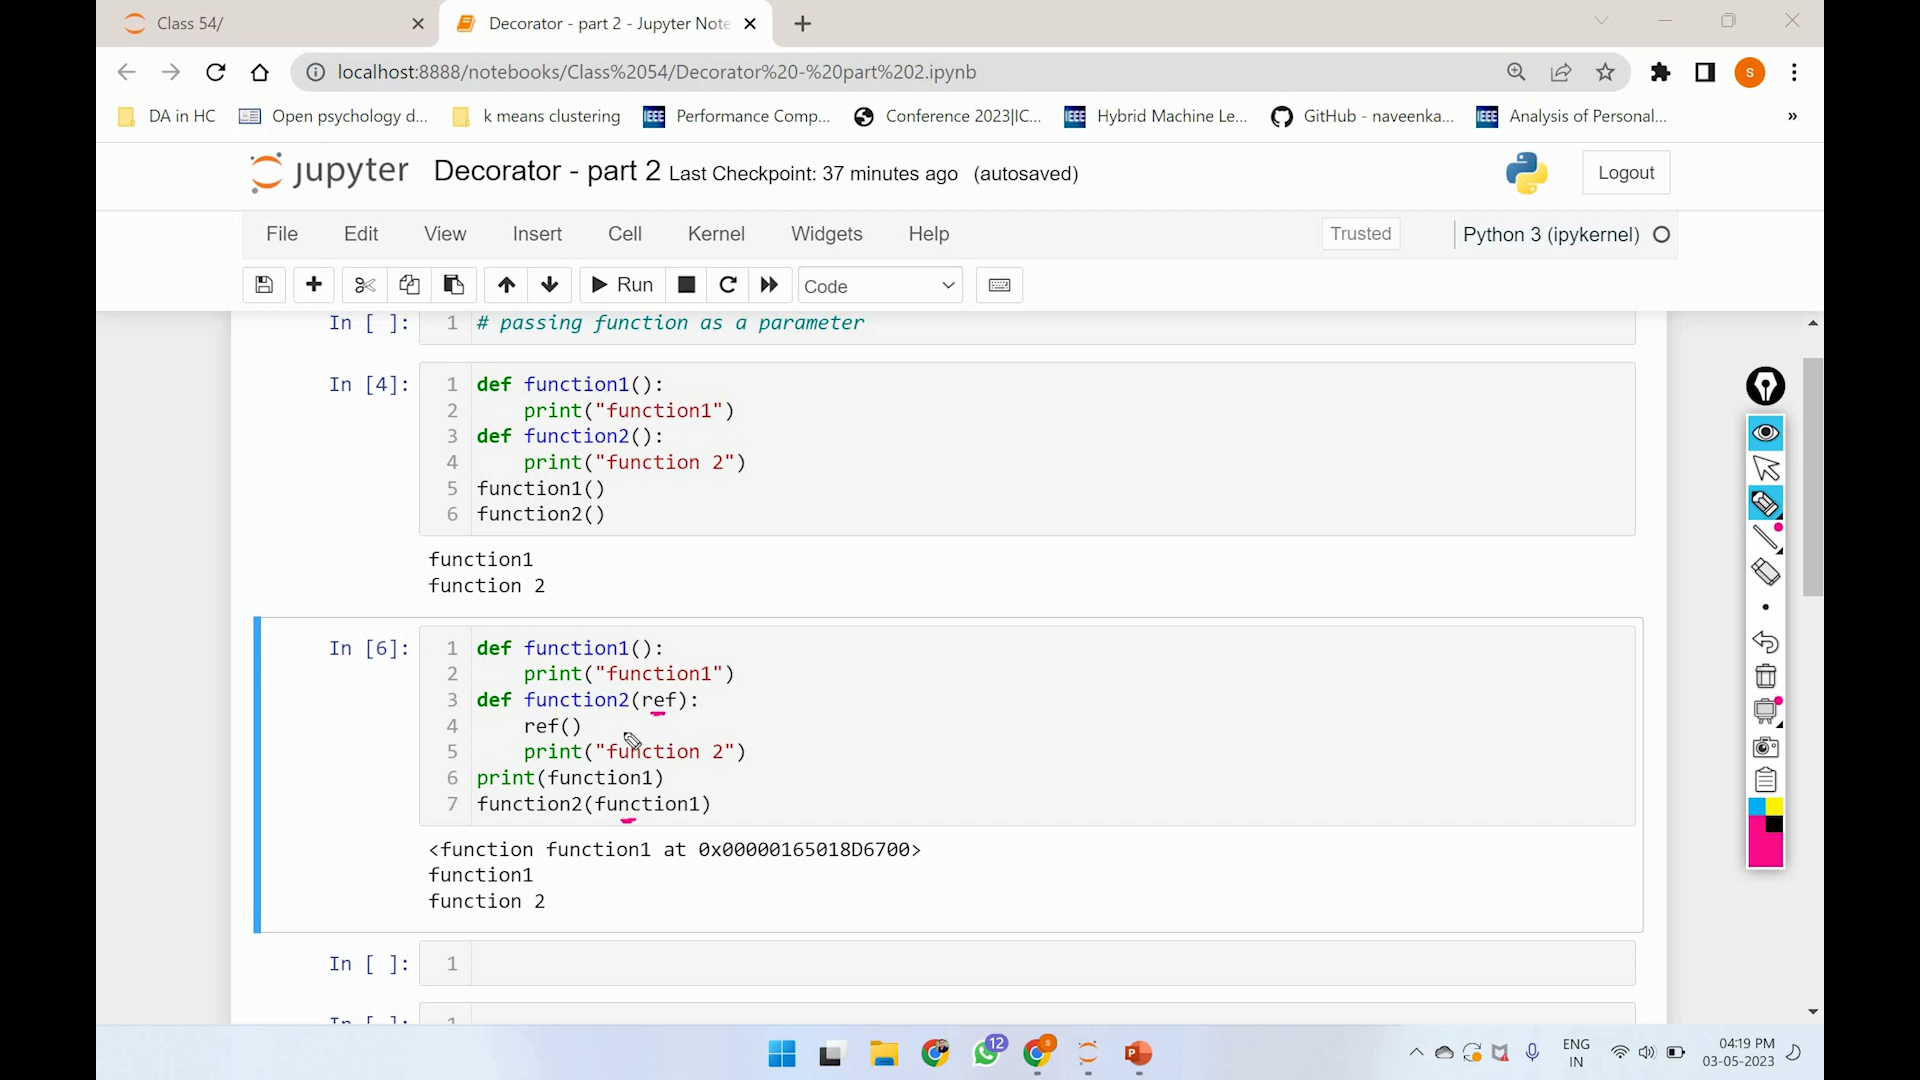 Class 54/
Decorator - part 2 - Jupyter Note
localhost:8888/notebooks/Class%2054/Decorator%20-%20part%202.ipynb
s
DA in HC
Open psychology d...
k means clustering
IEEE
Performance Comp...
Conference 2023|IC...
IEEE
Hybrid Machine Le...
GitHub - naveenka...
IEEE
Analysis of Personal...
»
jupyter
Decorator - part 2 Last Checkpoint: 37 minutes ago (autosaved)
Logout
File Edit View Insert Cell Kernel Widgets Help
Trusted
Python 3 (ipykernel)
Run
Code
In [ ]:
1 # passing function as a parameter
In [4]:
1 def function1():
2     print("function1")
3 def function2():
4     print("function 2")
5 function1()
6 function2()
function1
function 2
In [6]:
1 def function1():
2     print("function1")
3 def function2(ref):
4     ref()
5     print("function 2")
6 print(function1)
7 function2(function1)
<function function1 at 0x00000165018D6700>
function1
function 2
In [ ]:
1
In [ ]:
1
12
s
P
ENG
IN
04:19 PM
03-05-2023